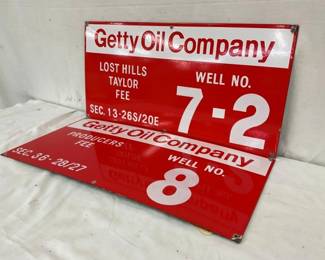 Getty Oil Company
LOST HILLS
TAYLOR
FEE
WELL NO.
7-2
SEC. 13-26S/20E
Getty Oil Company
PRODUCERS
FEE
WELL NO.
8
SEC. 36-28/27